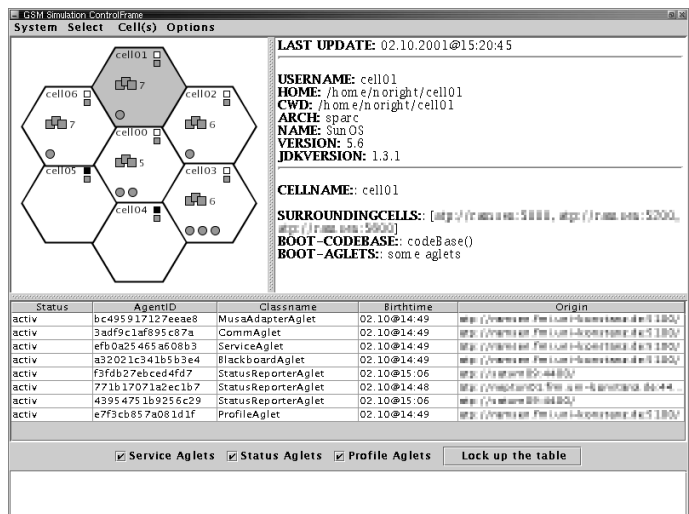 GSM Simulation ControlFrame
System Select Cell(s) Options
cell01
7
cell06
7
cell02
6
cell00
5
cell05
cell03
6
cell04
LAST UPDATE: 02.10.2001@15:20:45
USERNAME: cell01
HOME: /home/noright/cell01
CWD: /home/noright/cell01
ARCH: sparc
NAME: SunOS
VERSION: 5.6
JDKVERSION: 1.3.1
CELLNAME:: cell01
SURROUNDINGCELLS:: [
BOOT-CODEBASE:: codeBase()
BOOT-AGLETS:: some aglets
Status AgentID Classname Birthtime Origin
activ bc495917127eeae8 MusaAdapterAglet 02.10@14:49
activ 3adf9c1af895c87a CommAglet 02.10@14:49
activ efb0a25465a608b3 ServiceAglet 02.10@14:49
activ a32021c341b5b3e4 BlackboardAglet 02.10@14:49
activ f3fdb27ebced4fd7 StatusReporterAglet 02.10@15:06
activ 771b17071a2ec1b7 StatusReporterAglet 02.10@14:48
activ 43954751b9256c29 StatusReporterAglet 02.10@15:06
activ e7f3cb857a081d1f ProfileAglet 02.10@14:49
Service Aglets Status Aglets Profile Aglets Lock up the table